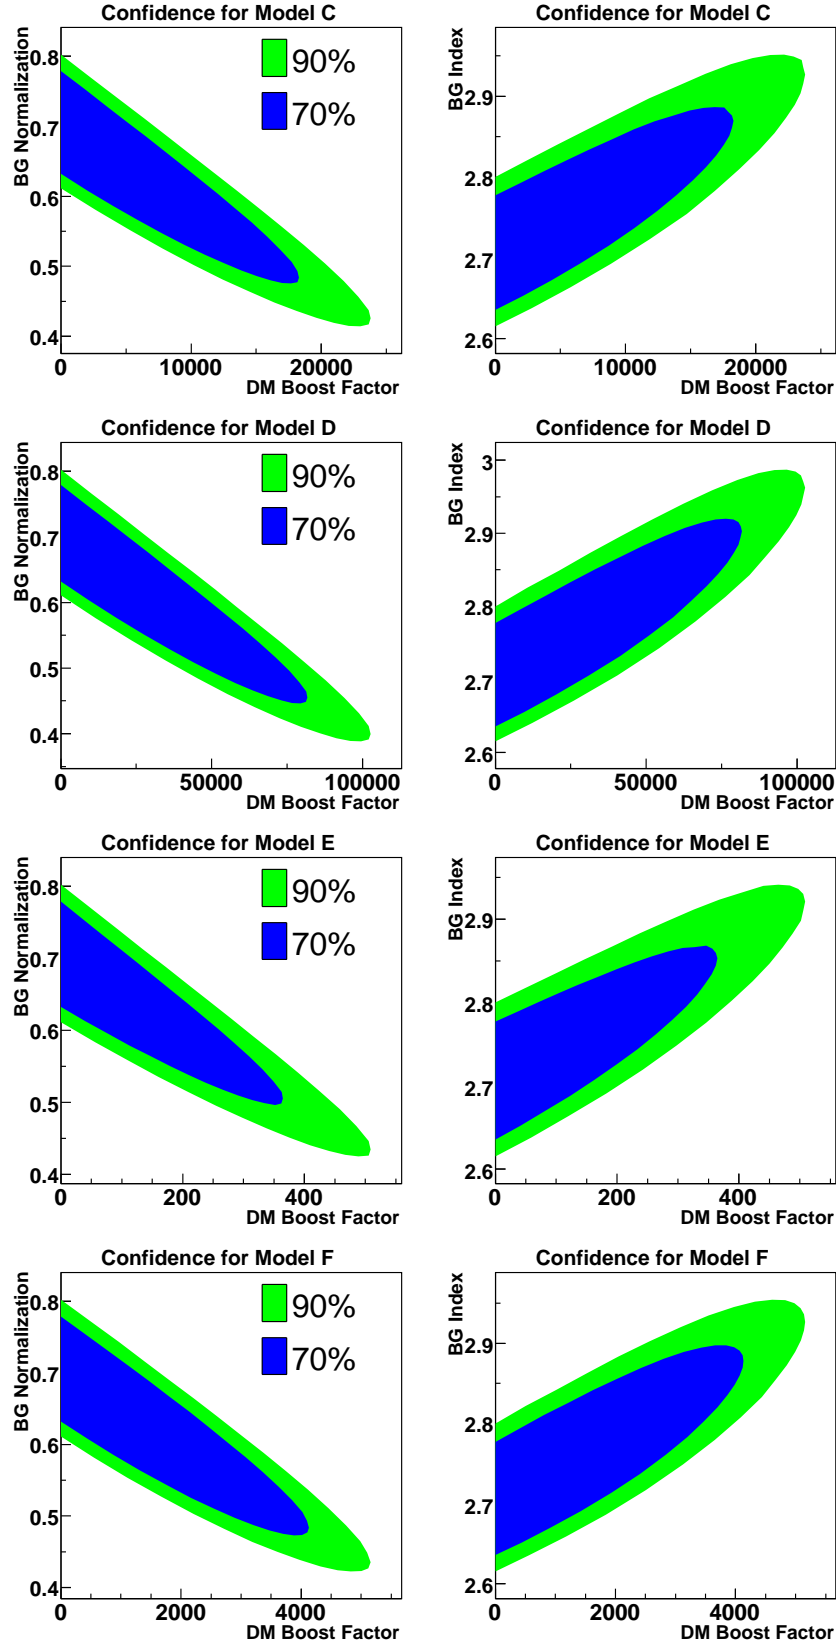 Confidence for Model C
BG Normalization
0.8
0.7
0.6
0.5
0.4
90%
70%
0 10000 20000
DM Boost Factor
Confidence for Model C
BG Index
2.9
2.8
2.7
2.6
0 10000 20000
DM Boost Factor
Confidence for Model D
BG Normalization
0.8
0.7
0.6
0.5
0.4
90%
70%
0 50000 100000
DM Boost Factor
Confidence for Model D
BG Index
3
2.9
2.8
2.7
2.6
0 50000 100000
DM Boost Factor
Confidence for Model E
BG Normalization
0.8
0.7
0.6
0.5
0.4
90%
70%
0 200 400
DM Boost Factor
Confidence for Model E
BG Index
2.9
2.8
2.7
2.6
0 200 400
DM Boost Factor
Confidence for Model F
BG Normalization
0.8
0.7
0.6
0.5
0.4
90%
70%
0 2000 4000
DM Boost Factor
Confidence for Model F
BG Index
2.9
2.8
2.7
2.6
0 2000 4000
DM Boost Factor